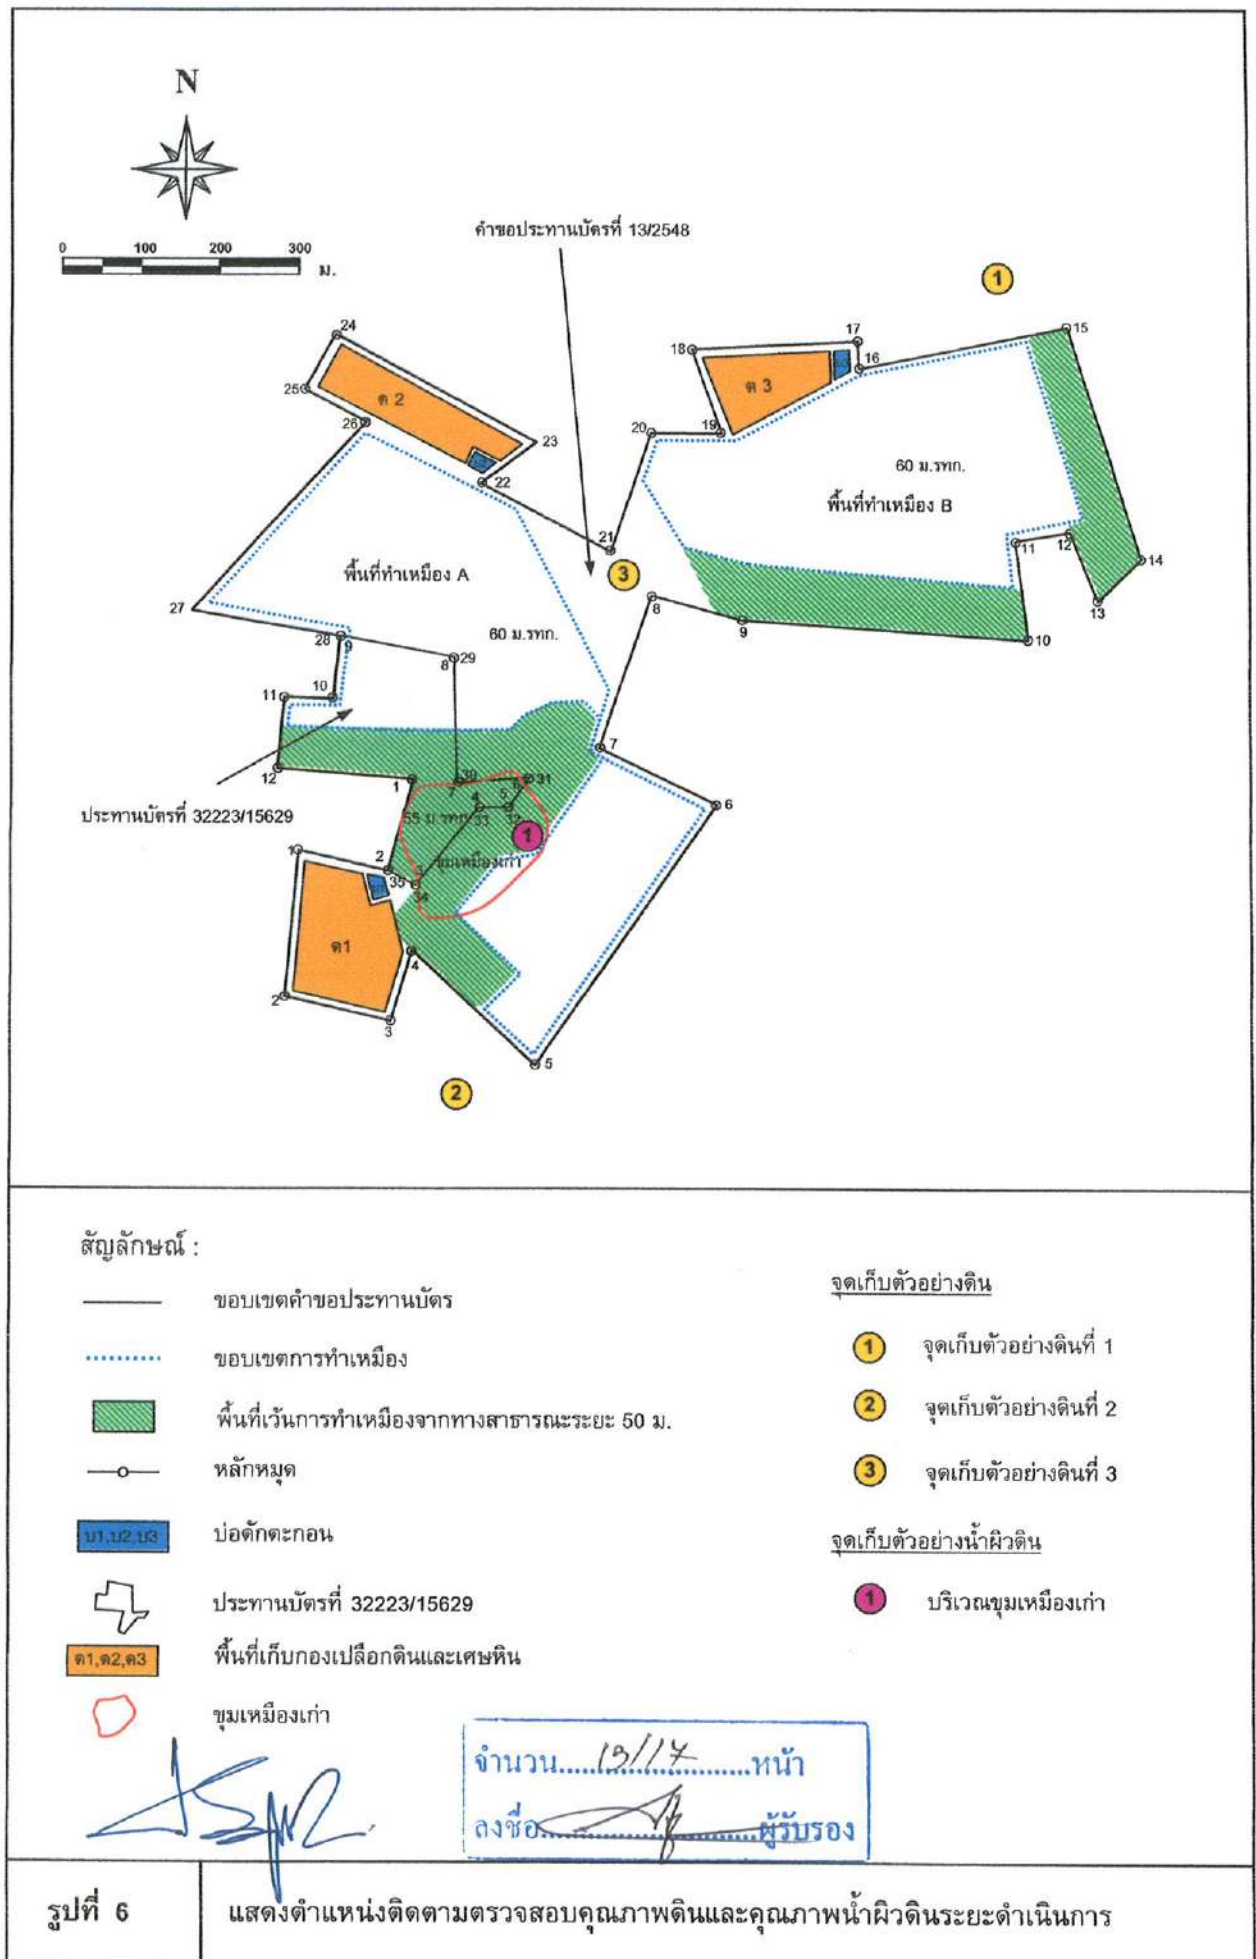 N
0 100 200 300
ม.
คำขอประทานบัตรที่ 13/2548
1
24
25
ต 2
26
23
22
17
18
16
15
ต 3
20
19
60 ม.รทก.
พื้นที่ทำเหมือง B
21
11
12
14
3
พื้นที่ทำเหมือง A
8
13
27
9
10
28
9
60 ม.รทก.
8
29
11
10
7
12
1
30
7
6
31
6
4
5
ประทานบัตรที่ 32223/15629
55 ม.รทก.
33
32
1
1
2
ขุมเหมืองเก่า
35
3
34
ต1
4
2
3
5
2
สัญลักษณ์ :
ขอบเขตคำขอประทานบัตร
ขอบเขตการทำเหมือง
พื้นที่เว้นการทำเหมืองจากทางสาธารณะระยะ 50 ม.
หลักหมุด
บ1,บ2,บ3 บ่อดักตะกอน
ประทานบัตรที่ 32223/15629
ต1,ต2,ต3 พื้นที่เก็บกองเปลือกดินและเศษหิน
ขุมเหมืองเก่า
จุดเก็บตัวอย่างดิน
1 จุดเก็บตัวอย่างดินที่ 1
2 จุดเก็บตัวอย่างดินที่ 2
3 จุดเก็บตัวอย่างดินที่ 3
จุดเก็บตัวอย่างน้ำผิวดิน
1 บริเวณขุมเหมืองเก่า
จำนวน.....13/17.....หน้า
ลงชื่อ..........ผู้รับรอง
รูปที่ 6
แสดงตำแหน่งติดตามตรวจสอบคุณภาพดินและคุณภาพน้ำผิวดินระยะดำเนินการ